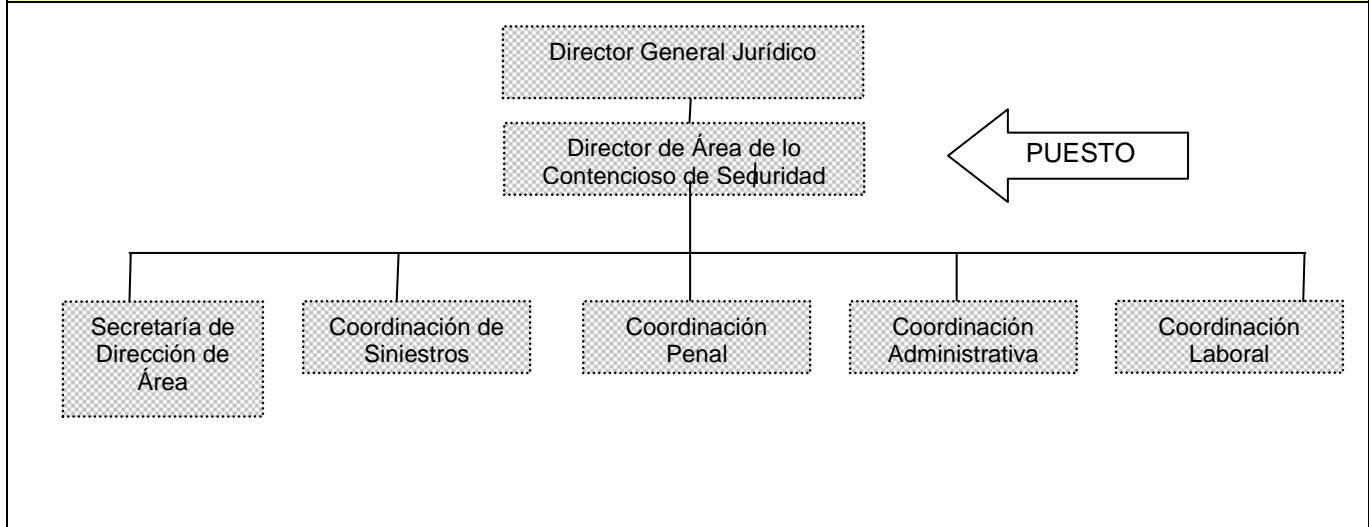 Director General Jurídico
Director de Área de lo
Contencioso de Seguridad
PUESTO
Secretaría de
Dirección de
Área
Coordinación de
Siniestros
Coordinación
Penal
Coordinación
Administrativa
Coordinación
Laboral